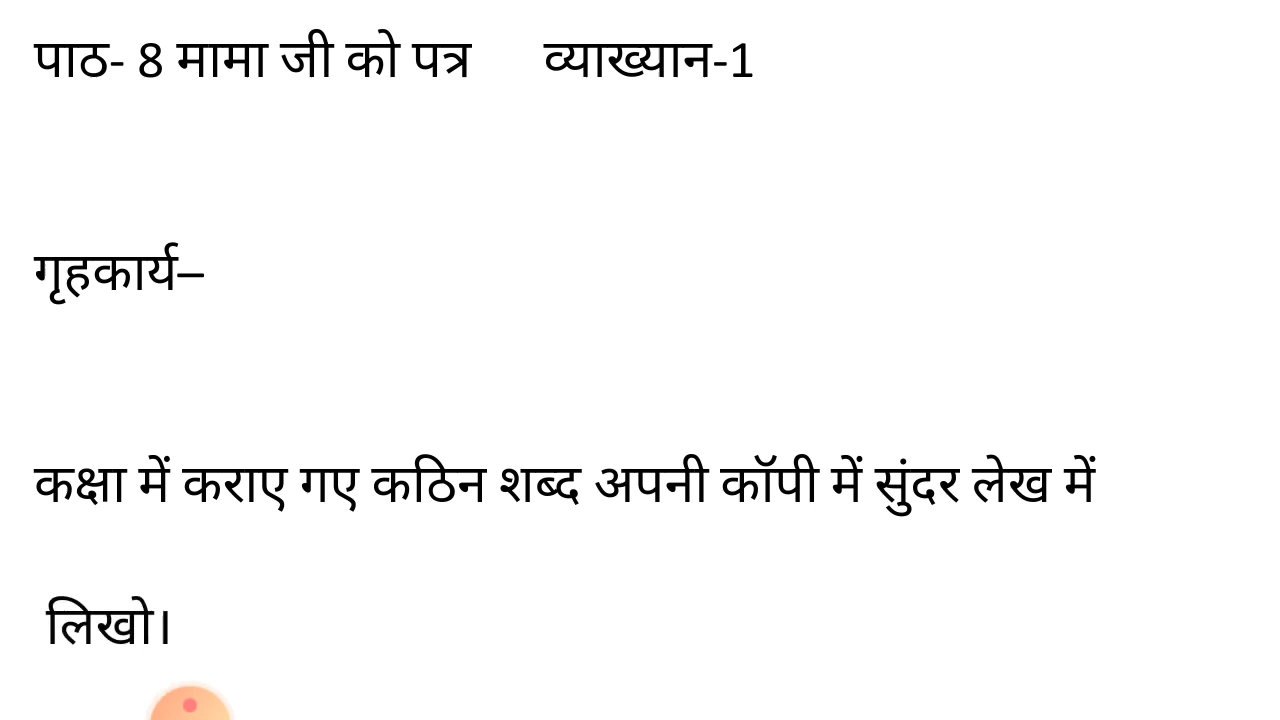 पाठ- 8 मामा जी को पत्र व्याख्यान-1
गृहकार्य–
कक्षा में कराए गए कठिन शब्द अपनी कॉपी में सुंदर लेख में
लिखो।